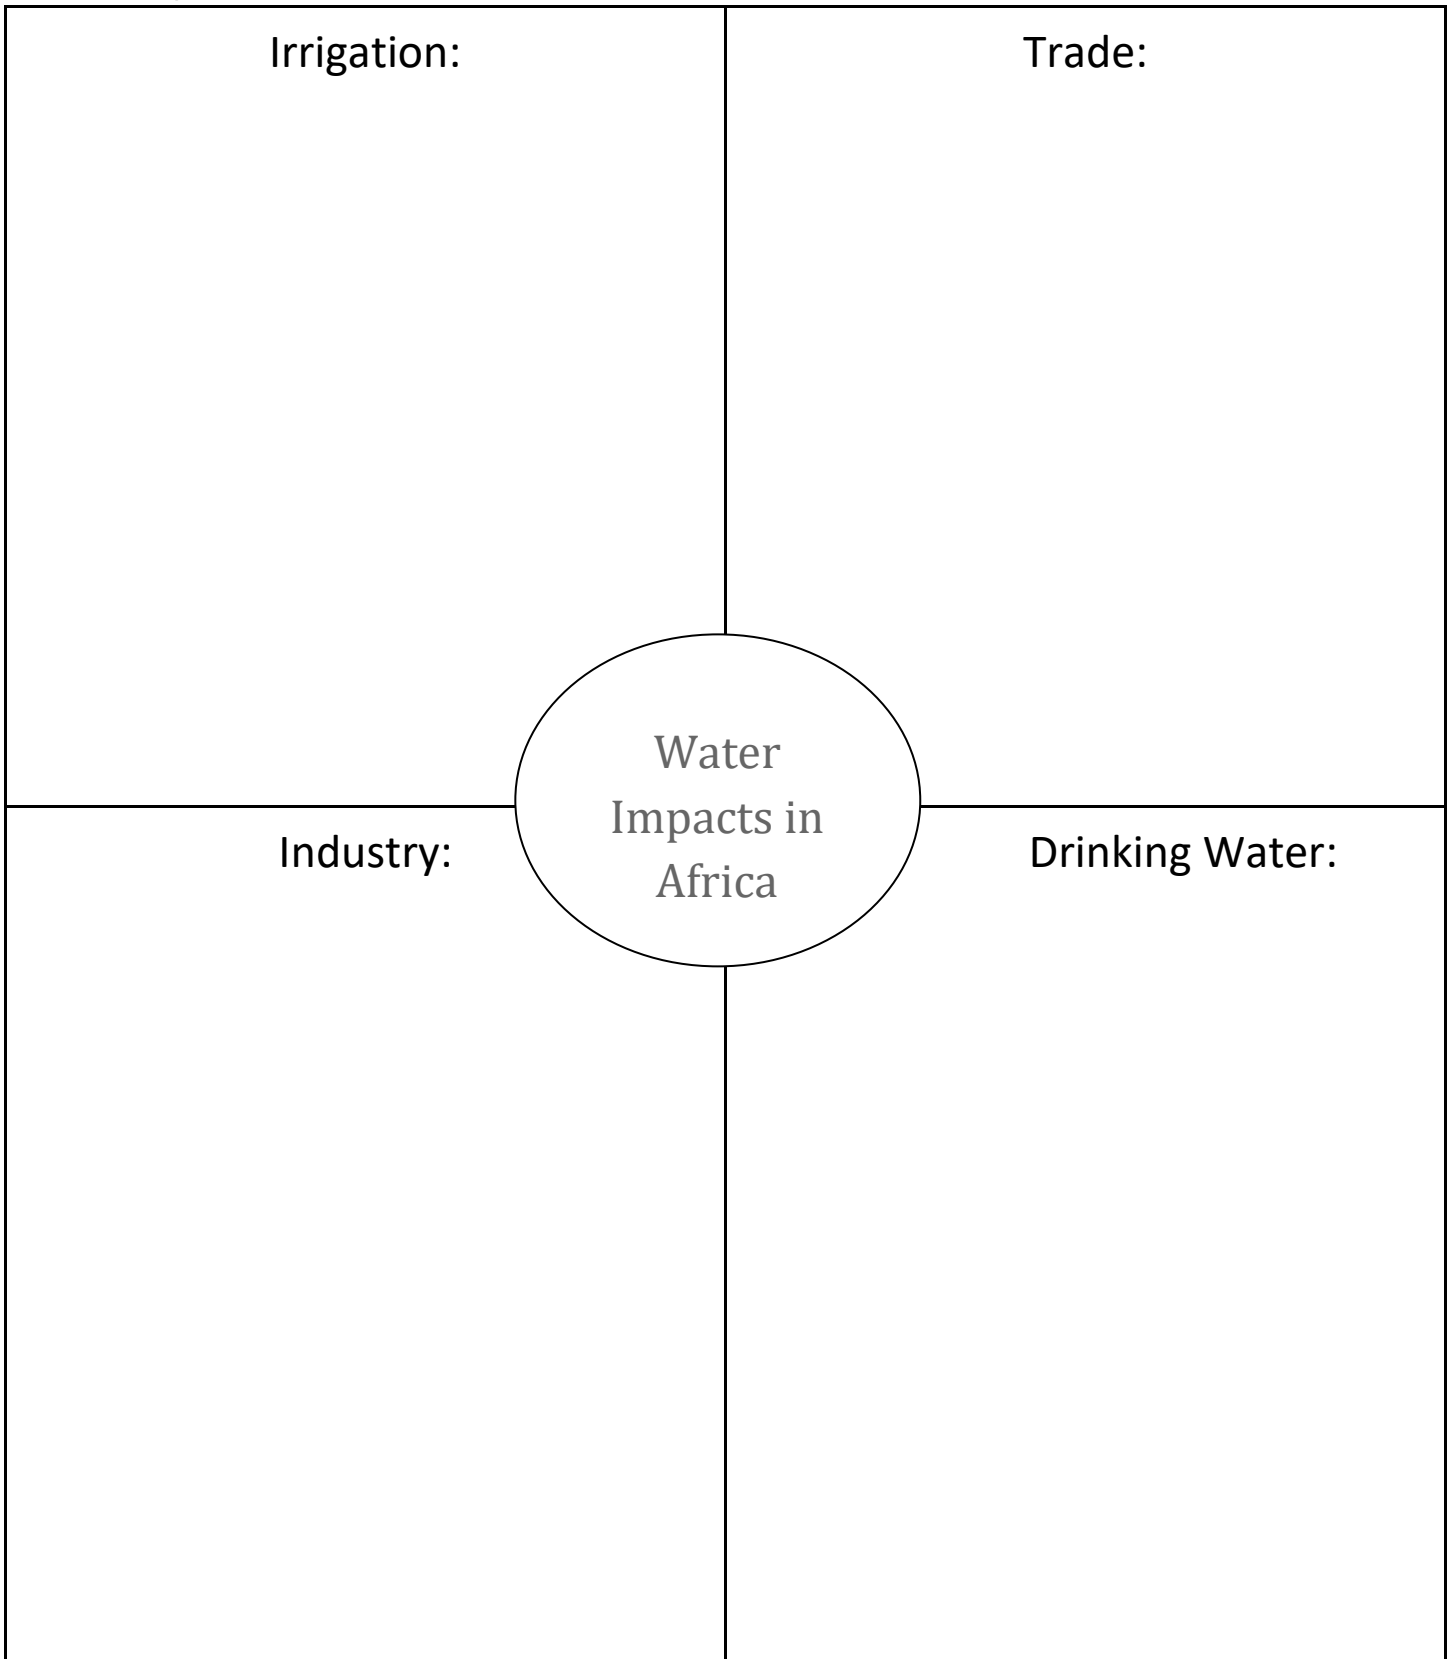 Irrigation:
Trade:
Water
Impacts in
Africa
Industry:
Drinking Water: